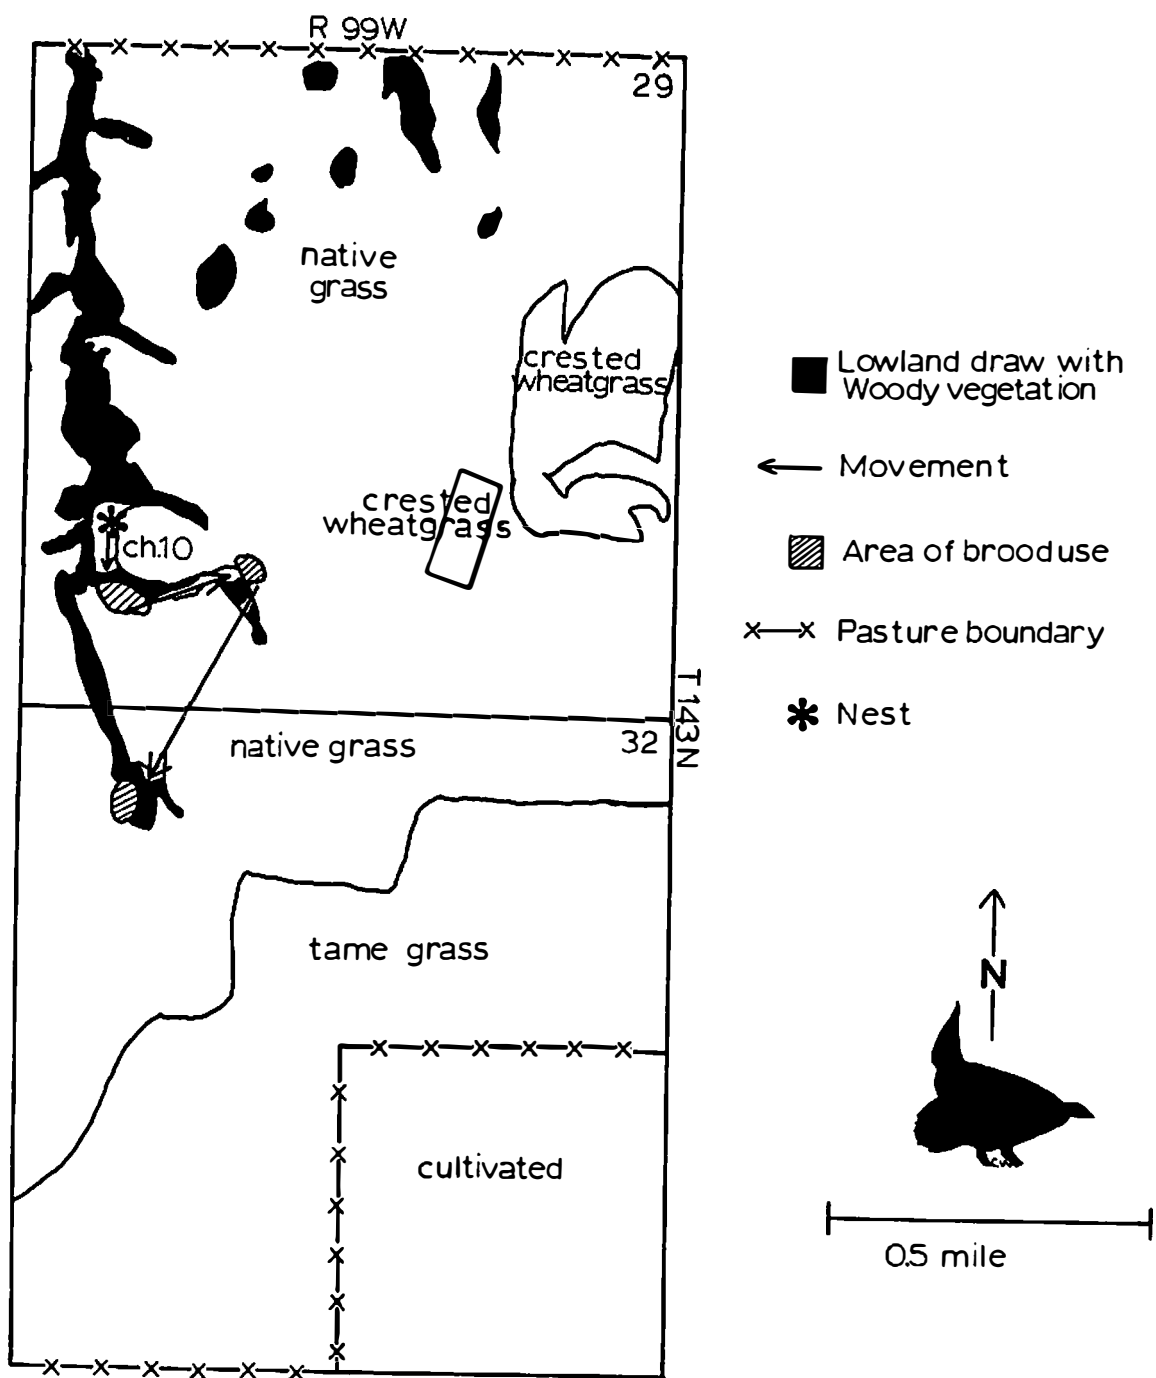 R 99W
29
native
grass
crested
wheatgrass
crested
wheatgrass
ch.10
T 143N
native grass
32
tame grass
cultivated
Lowland draw with
Woody vegetation
Movement
Area of brood use
x—x Pasture boundary
Nest
N
0.5 mile